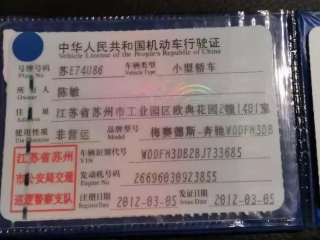 中华人民共和国机动车行驶证
Vehicle License of the People's Republic of China
号牌号码 苏E74U86 车辆类型 小型轿车
Plate No. Vehicle Type
所有人 陈敏
Owner
住址 江苏省苏州市工业园区欧典花园2幢1401室
使用性质 非营运 品牌型号 梅赛德斯-奔驰WDDFH3DB
Use Character
江苏省苏州市公安局交通巡逻警察支队
车辆识别代号 WDDFH3DB2BJ733685
VIN
发动机号码 26696030923855
Engine No.
注册日期 2012-03-05 发证日期 2012-03-05
Register Date Issue Date